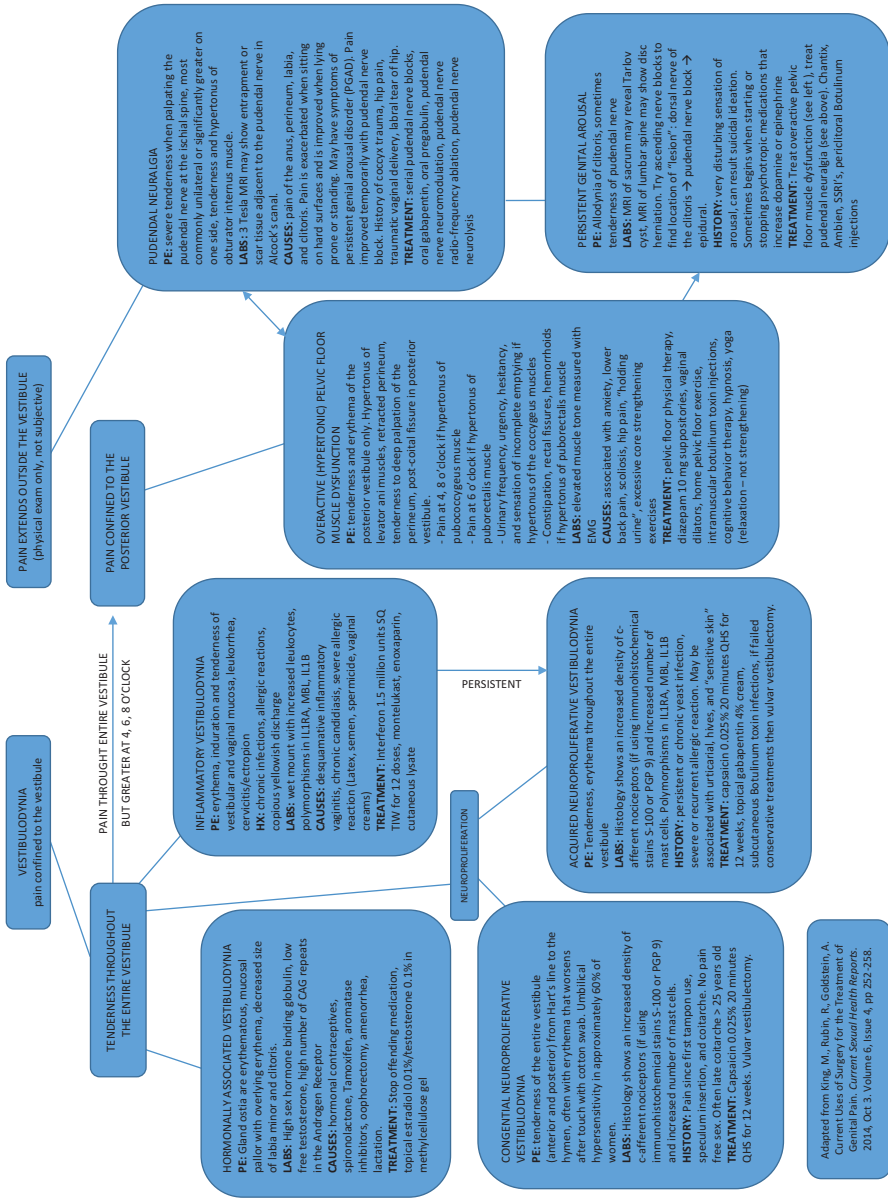 VESTIBULODYNIA
pain confined to the vestibule
PAIN EXTENDS OUTSIDE THE VESTIBULE
(physical exam only, not subjective)
TENDERNESS THROUGHOUT
THE ENTIRE VESTIBULE
PAIN THROUGHT ENTIRE VESTIBULE
BUT GREATER AT 4, 6, 8 O'CLOCK
PAIN CONFINED TO THE
POSTERIOR VESTIBULE
HORMONALLY ASSOCIATED VESTIBULODYNIA
PE: Gland ostia are erythematous, mucosal
pallor with overlying erythema, decreased size
of labia minor and clitoris.
LABS: High sex hormone binding globulin, low
free testosterone, high number of CAG repeats
in the Androgen Receptor
CAUSES: hormonal contraceptives,
spironolactone, Tamoxifen, aromatase
inhibitors, oophorectomy, amenorrhea,
lactation.
TREATMENT: Stop offending medication,
topical estradiol 0.01%/testosterone 0.1% in
methylcellulose gel
INFLAMMATORY VESTIBULODYNIA
PE: erythema, induration and tenderness of
vestibular and vaginal mucosa, leukorrhea,
cervicitis/ectropion
HX: chronic infections, allergic reactions,
copious yellowish discharge
LABS: wet mount with increased leukocytes,
polymorphisms in IL1RA, MBL, IL1B
CAUSES: desquamative inflammatory
vaginitis, chronic candidiasis, severe allergic
reaction (Latex, semen, spermicide, vaginal
creams)
TREATMENT: Interferon 1.5 million units SQ
TIW for 12 doses, montelukast, enoxaparin,
cutaneous lysate
OVERACTIVE (HYPERTONIC) PELVIC FLOOR
MUSCLE DYSFUNCTION
PE: tenderness and erythema of the
posterior vestibule only. Hypertonus of
levator ani muscles, retracted perineum,
tenderness to deep palpation of the
perineum, post-coital fissure in posterior
vestibule.
- Pain at 4, 8 o'clock if hypertonus of
pubococcygeus muscle
- Pain at 6 o'clock if hypertonus of
puborectalis muscle
- Urinary frequency, urgency, hesitancy,
and sensation of incomplete emptying if
hypertonus of the coccygeus muscles
- Constipation, rectal fissures, hemorrhoids
if hypertonus of puborectalis muscle
LABS: elevated muscle tone measured with
EMG
CAUSES: associated with anxiety, lower
back pain, scoliosis, hip pain, "holding
urine", excessive core strengthening
exercises
TREATMENT: pelvic floor physical therapy,
diazepam 10 mg suppositories, vaginal
dilators, home pelvic floor exercise,
intramuscular botulinum toxin injections,
cognitive behavior therapy, hypnosis, yoga
(relaxation – not strengthening)
PUDENDAL NEURALGIA
PE: severe tenderness when palpating the
pudendal nerve at the ischial spine, most
commonly unilateral or significantly greater on
one side, tenderness and hypertonus of
obturator internus muscle.
LABS: 3 Tesla MRI may show entrapment or
scar tissue adjacent to the pudendal nerve in
Alcock's canal.
CAUSES: pain of the anus, perineum, labia,
and clitoris. Pain is exacerbated when sitting
on hard surfaces and is improved when lying
prone or standing. May have symptoms of
persistent genial arousal disorder (PGAD). Pain
improved temporarily with pudendal nerve
block. History of coccyx trauma, hip pain,
traumatic vaginal delivery, labral tear of hip.
TREATMENT: serial pudendal nerve blocks,
oral gabapentin, oral pregabulin, pudendal
nerve neuromodulation, pudendal nerve
radio-frequency ablation, pudendal nerve
neurolysis
NEUROPROLIFERATION
PERSISTENT
CONGENTIAL NEUROPROLIFERATIVE
VESTIBULODYNIA
PE: tenderness of the entire vestibule
(anterior and posterior) from Hart's line to the
hymen, often with erythema that worsens
after touch with cotton swab. Umbilical
hypersensitivity in approximately 60% of
women.
LABS: Histology shows an increased density of
c-afferent nociceptors (if using
immunohistochemical stains S-100 or PGP 9)
and increased number of mast cells.
HISTORY: Pain since first tampon use,
speculum insertion, and coitarche. No pain
free sex. Often late coitarche > 25 years old
TREATMENT: Capsaicin 0.025% 20 minutes
QHS for 12 weeks. Vulvar vestibulectomy.
ACQUIRED NEUROPROLIFERATIVE VESTIBULODYNIA
PE: Tenderness, erythema throughout the entire
vestibule
LABS: Histology shows an increased density of c-
afferent nociceptors (if using immunohistochemical
stains S-100 or PGP 9) and increased number of
mast cells. Polymorphisms in IL1RA, MBL, IL1B
HISTORY: persistent or chronic yeast infection,
severe or recurrent allergic reaction. May be
associated with urticarial, hives, and "sensitive skin"
TREATMENT: capsaicin 0.025% 20 minutes QHS for
12 weeks, topical gabapentin 4% cream,
subcutaneous Botulinum toxin infections, if failed
conservative treatments then vulvar vestibulectomy.
PERSISTENT GENITAL AROUSAL
PE: Allodynia of clitoris, sometimes
tenderness of pudendal nerve
LABS: MRI of sacrum may reveal Tarlov
cyst, MRI of lumbar spine may show disc
herniation. Try ascending nerve blocks to
find location of "lesion": dorsal nerve of
the clitoris → pudendal nerve block →
epidural.
HISTORY: very disturbing sensation of
arousal, can result suicidal ideation.
Sometimes begins when starting or
stopping psychotropic medications that
increase dopamine or epinephrine
TREATMENT: Treat overactive pelvic
floor muscle dysfunction (see left), treat
pudendal neuralgia (see above). Chantix,
Ambien, SSRI's, periclitoral Botulinum
injections
Adapted from King, M., Rubin, R., Goldstein, A.
Current Uses of Surgery for the Treatment of
Genital Pain. Current Sexual Health Reports.
2014, Oct 3. Volume 6, Issue 4, pp 252-258.